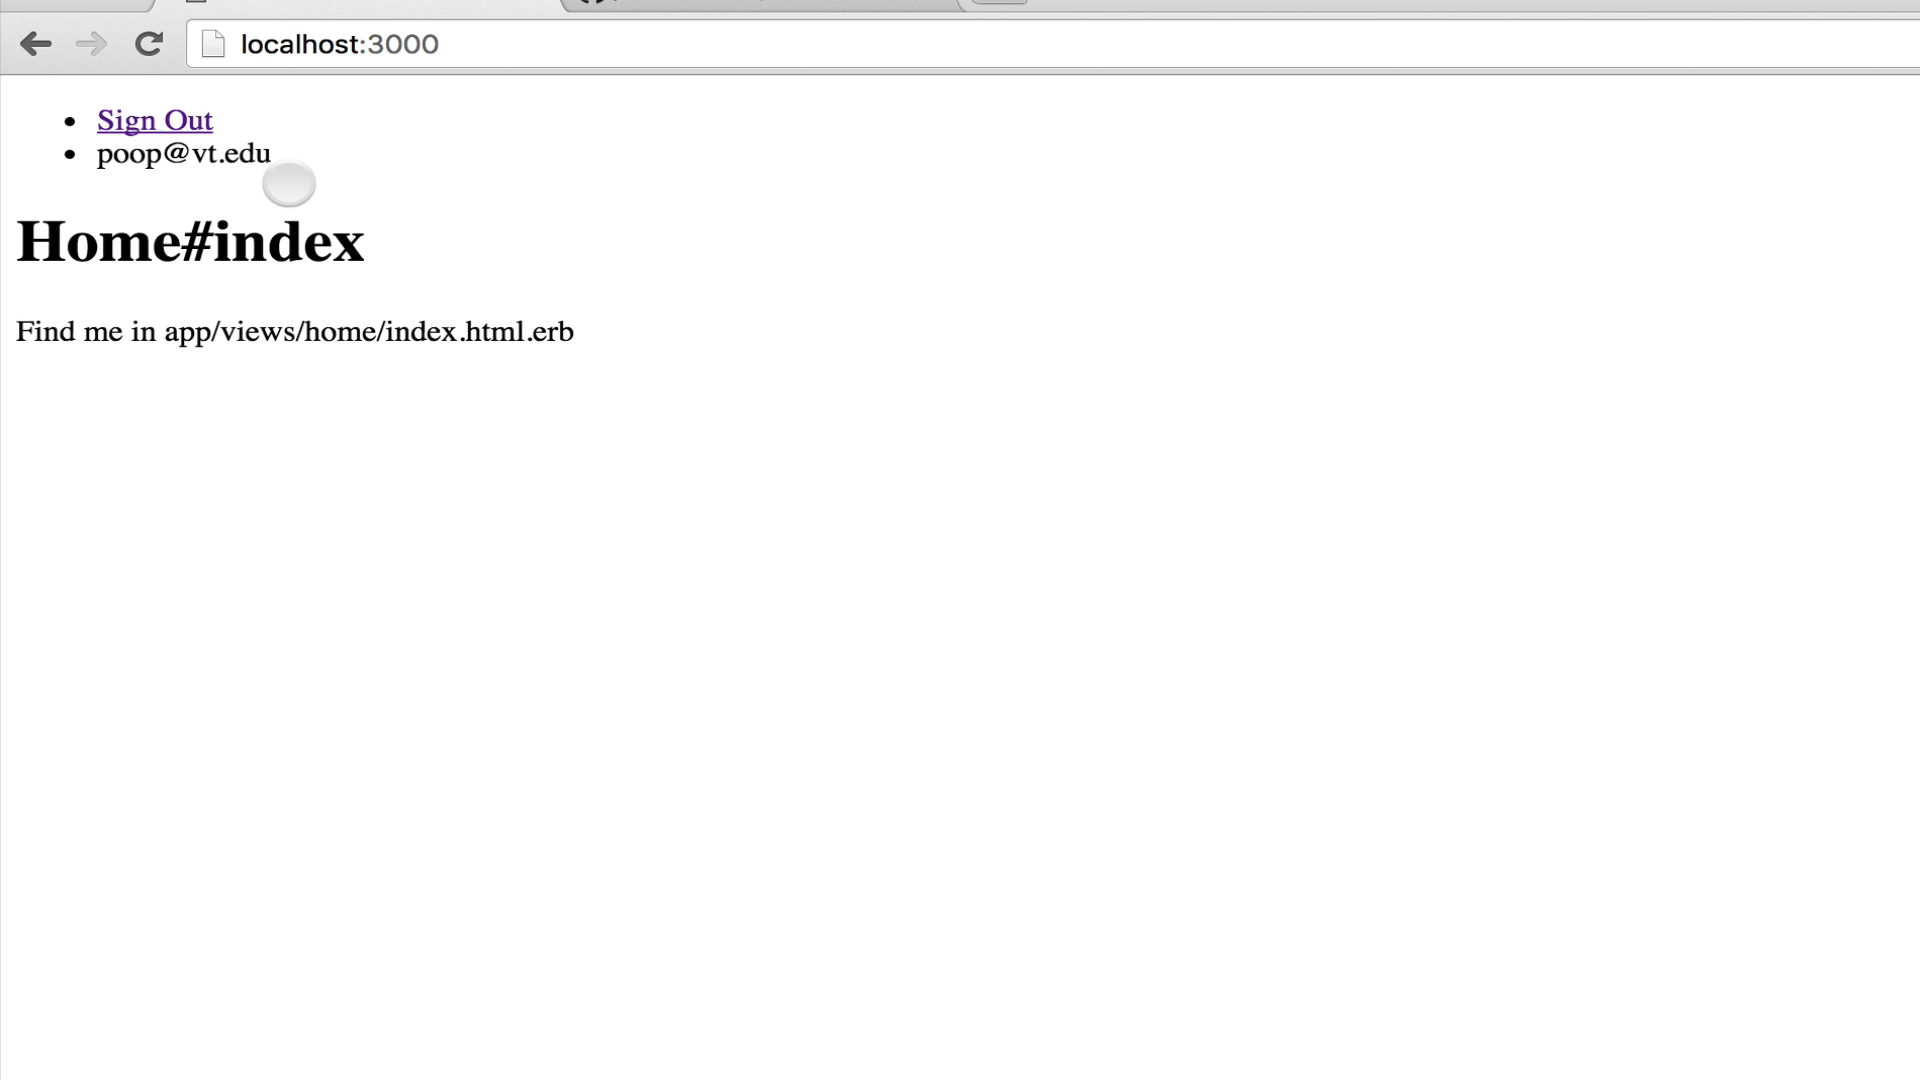 localhost:3000
Sign Out
poop@vt.edu
Home#index
Find me in app/views/home/index.html.erb